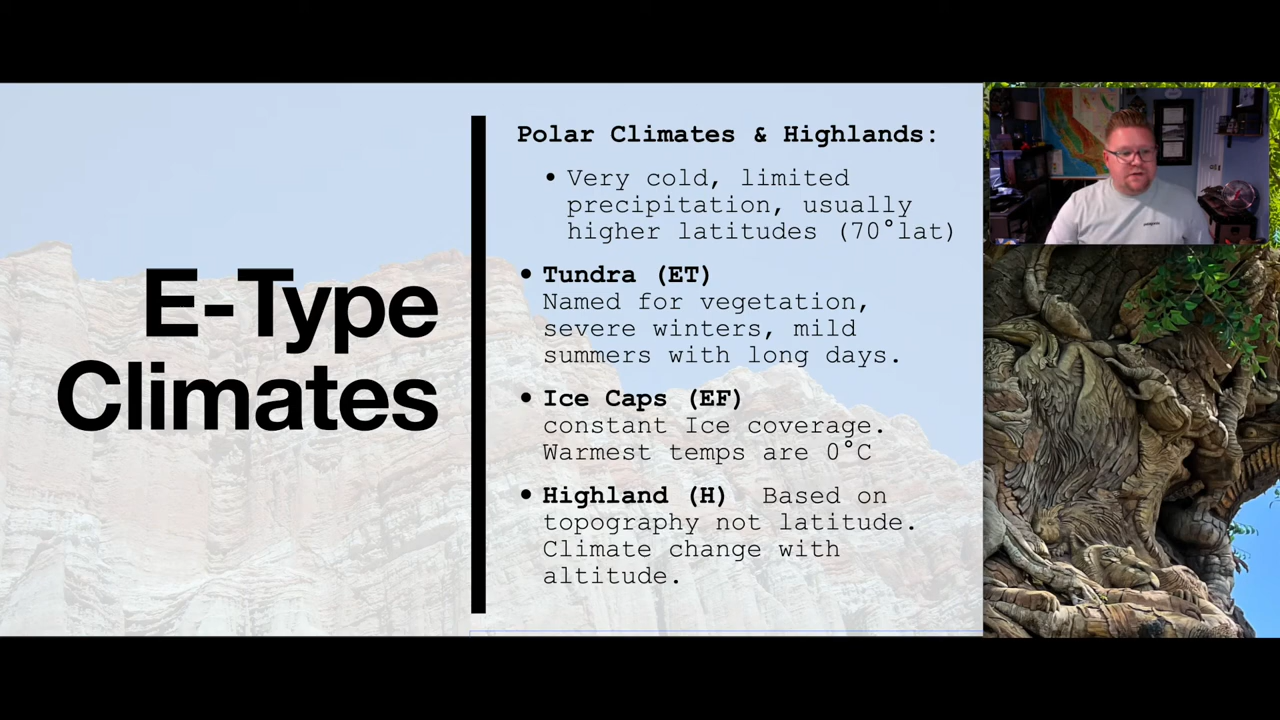 E-Type
Climates
Polar Climates & Highlands:
• Very cold, limited
precipitation, usually
higher latitudes (70°lat)
• Tundra (ET)
Named for vegetation,
severe winters, mild
summers with long days.
• Ice Caps (EF)
constant Ice coverage.
Warmest temps are 0°C
• Highland (H) Based on
topography not latitude.
Climate change with
altitude.